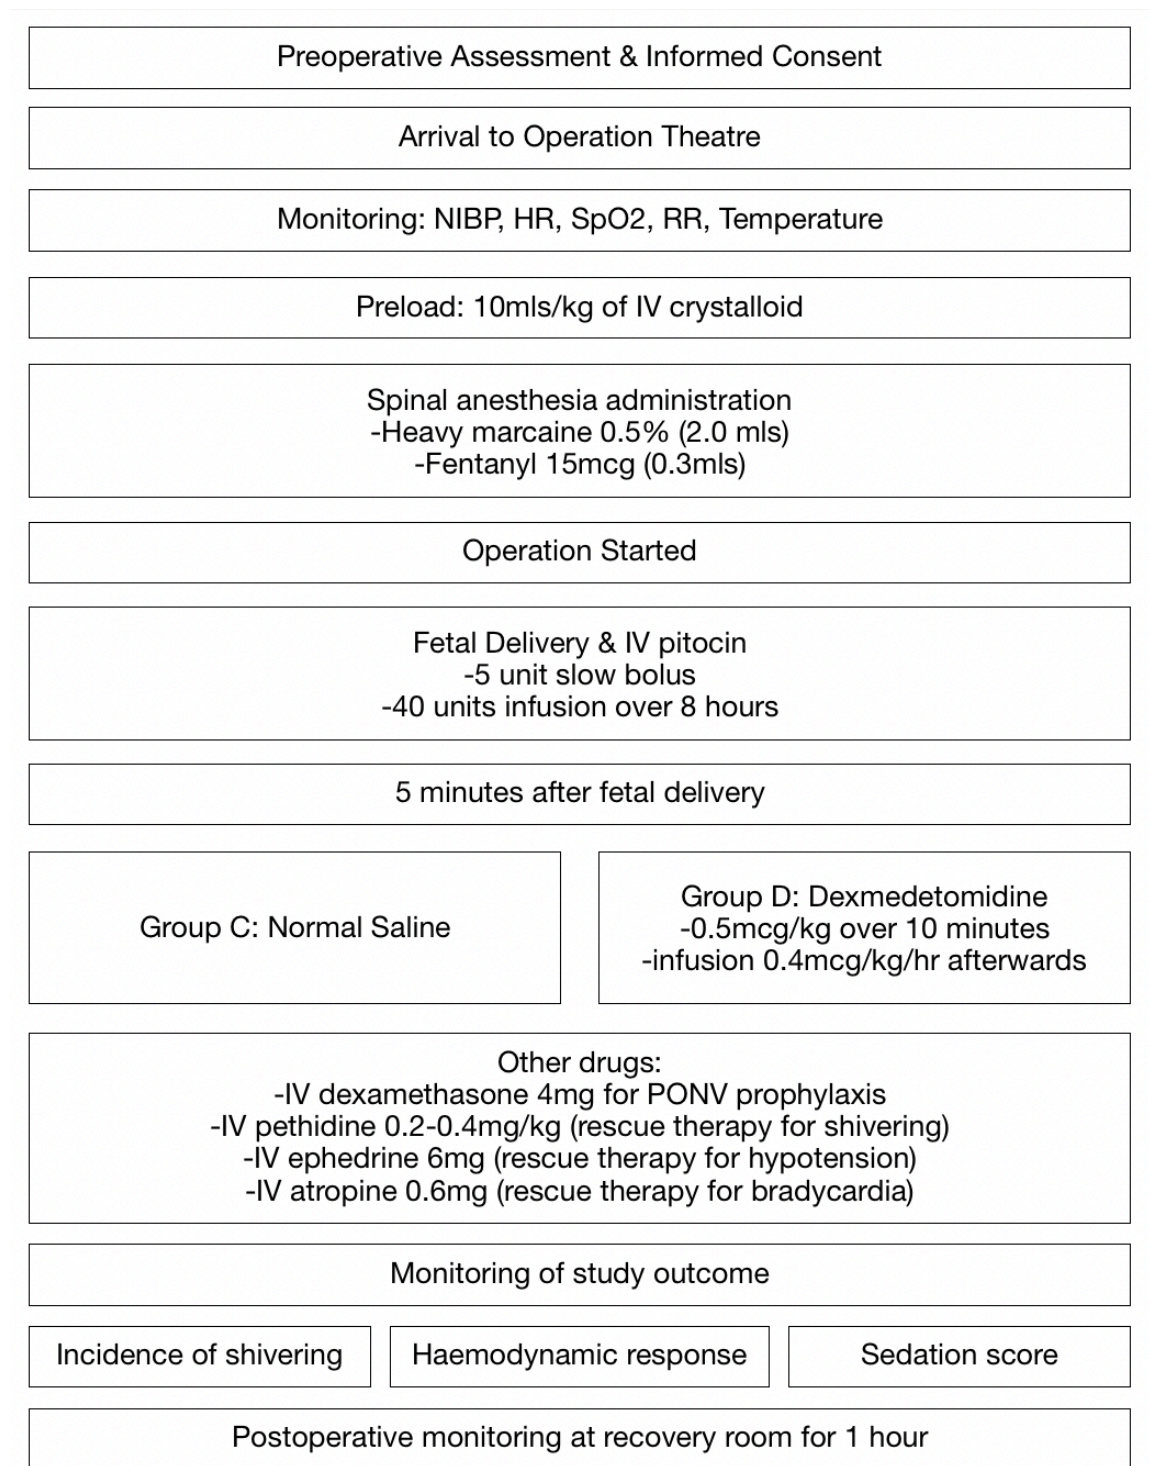 Preoperative Assessment & Informed Consent
Arrival to Operation Theatre
Monitoring: NIBP, HR, SpO2, RR, Temperature
Preload: 10mls/kg of IV crystalloid
Spinal anesthesia administration
-Heavy marcaine 0.5% (2.0 mls)
-Fentanyl 15mcg (0.3mls)
Operation Started
Fetal Delivery & IV pitocin
-5 unit slow bolus
-40 units infusion over 8 hours
5 minutes after fetal delivery
Group C: Normal Saline
Group D: Dexmedetomidine
-0.5mcg/kg over 10 minutes
-infusion 0.4mcg/kg/hr afterwards
Other drugs:
-IV dexamethasone 4mg for PONV prophylaxis
-IV pethidine 0.2-0.4mg/kg (rescue therapy for shivering)
-IV ephedrine 6mg (rescue therapy for hypotension)
-IV atropine 0.6mg (rescue therapy for bradycardia)
Monitoring of study outcome
Incidence of shivering
Haemodynamic response
Sedation score
Postoperative monitoring at recovery room for 1 hour